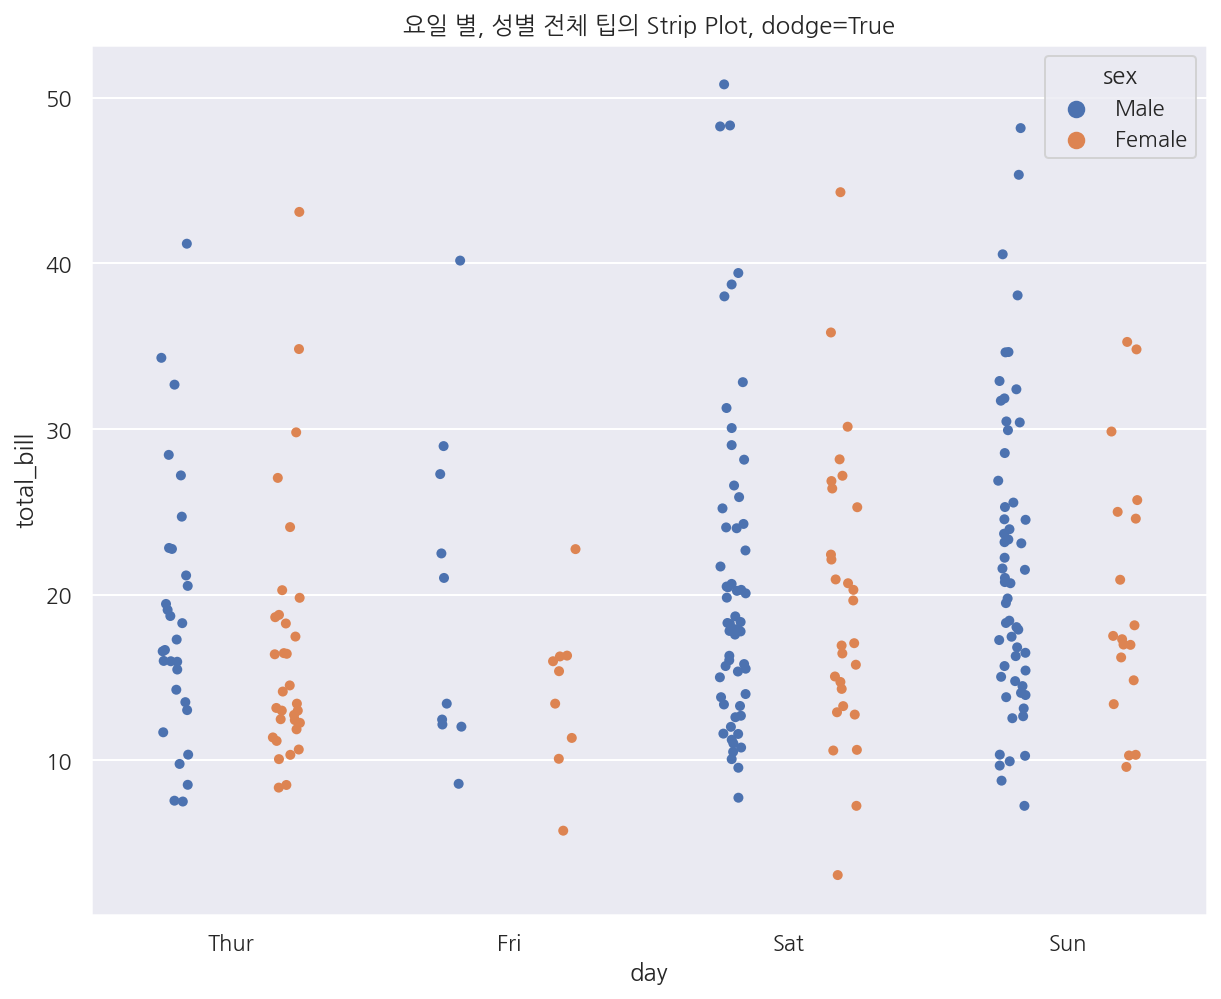 요일 별, 성별 전체 팁의 Strip Plot, dodge=True
sex
Male
Female
total_bill
50
40
30
20
10
Thur Fri Sat Sun
day